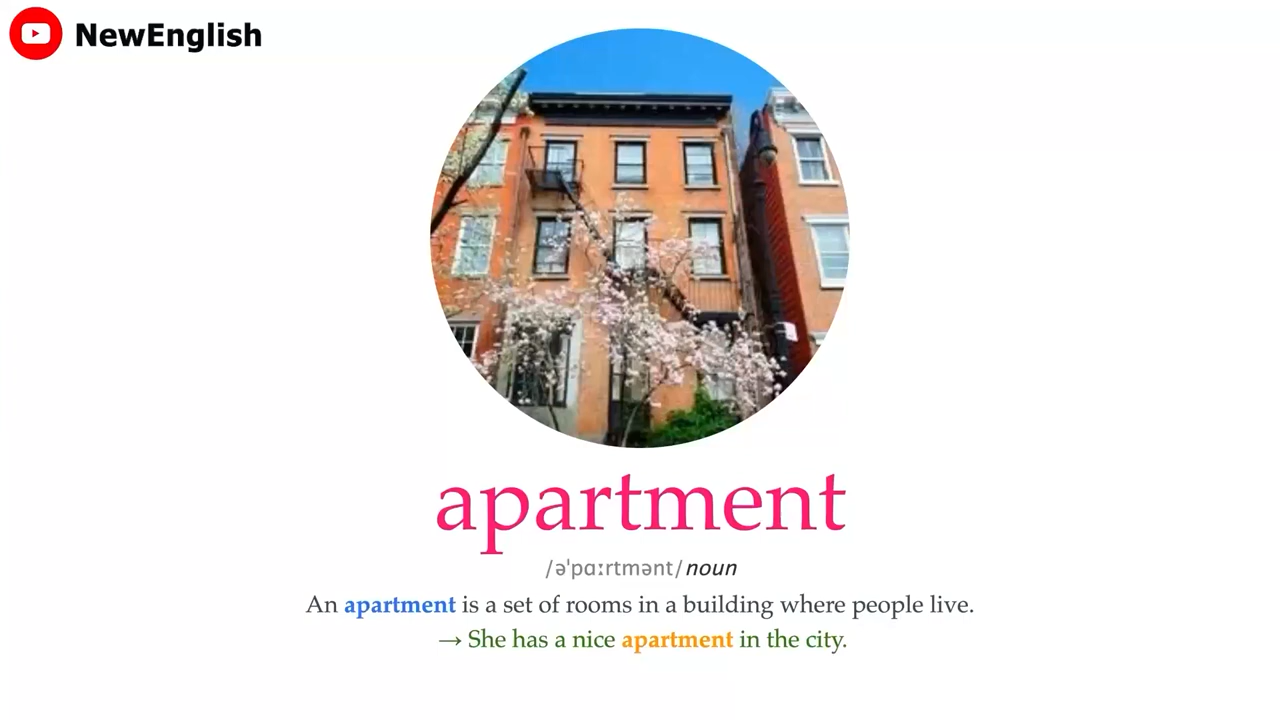 NewEnglish
apartment
/əˈpɑːrtmənt/noun
An apartment is a set of rooms in a building where people live.
→ She has a nice apartment in the city.